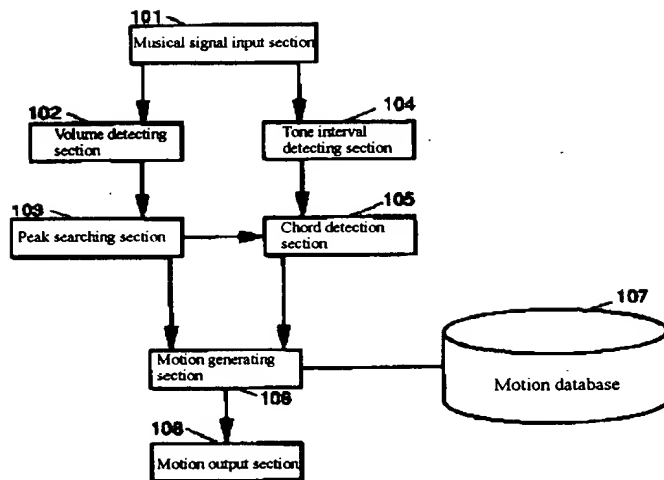 101
Musical signal input section
102
Volume detecting
section
104
Tone interval
detecting section
103
Peak searching section
105
Chord detection
section
107
Motion database
Motion generating
section
106
108
Motion output section